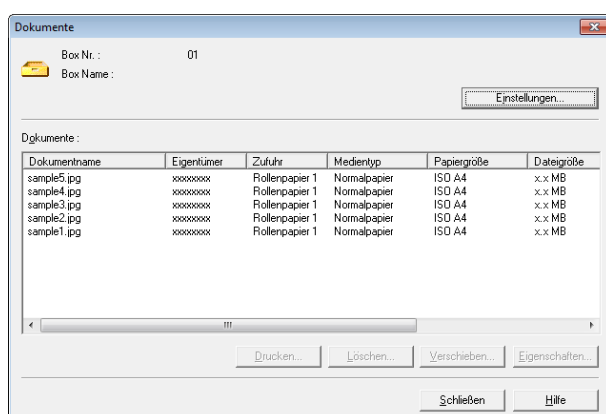 Dokumente
Box Nr. : 01
Box Name :
Einstellungen...
Dokumente :
Dokumentname Eigentümer Zufuhr Medientyp Papiergröße Dateigröße
sample5.jpg xxxxxxxx Rollenpapier 1 Normalpapier ISO A4 x.x MB
sample4.jpg xxxxxxxx Rollenpapier 1 Normalpapier ISO A4 x.x MB
sample3.jpg xxxxxxxx Rollenpapier 1 Normalpapier ISO A4 x.x MB
sample2.jpg xxxxxxxx Rollenpapier 1 Normalpapier ISO A4 x.x MB
sample1.jpg xxxxxxxx Rollenpapier 1 Normalpapier ISO A4 x.x MB
Drucken... Löschen... Verschieben... Eigenschaften...
Schließen Hilfe